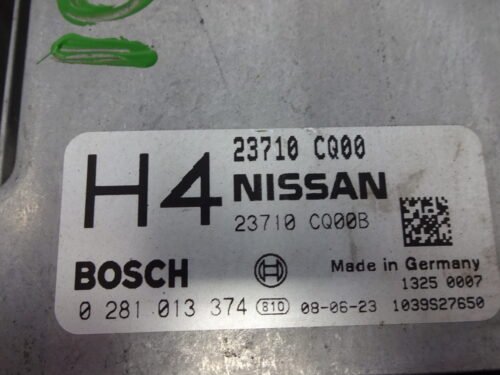 23710 CQ00
H4 NISSAN
23710 CQ00B
BOSCH Made in Germany
1325 0007
0 281 013 374 810 08-06-23 1039S27650